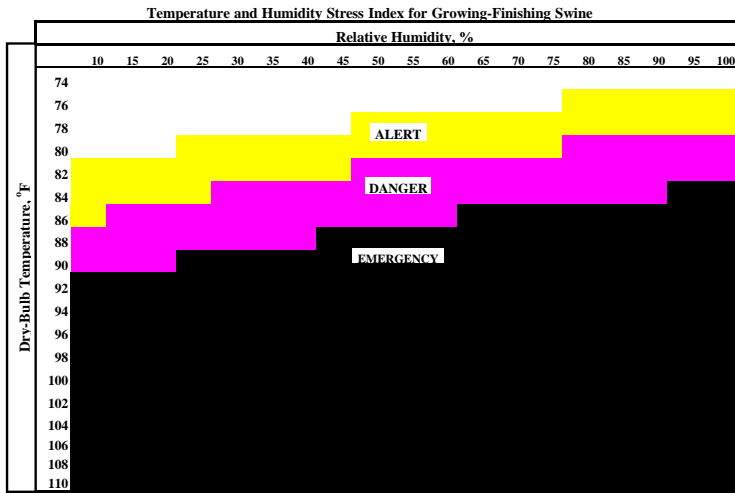 Temperature and Humidity Stress Index for Growing-Finishing Swine
Relative Humidity, %
10 15 20 25 30 35 40 45 50 55 60 65 70 75 80 85 90 95 100
Dry-Bulb Temperature, °F
74
76
78
ALERT
80
82
DANGER
84
86
88
EMERGENCY
90
92
94
96
98
100
102
104
106
108
110